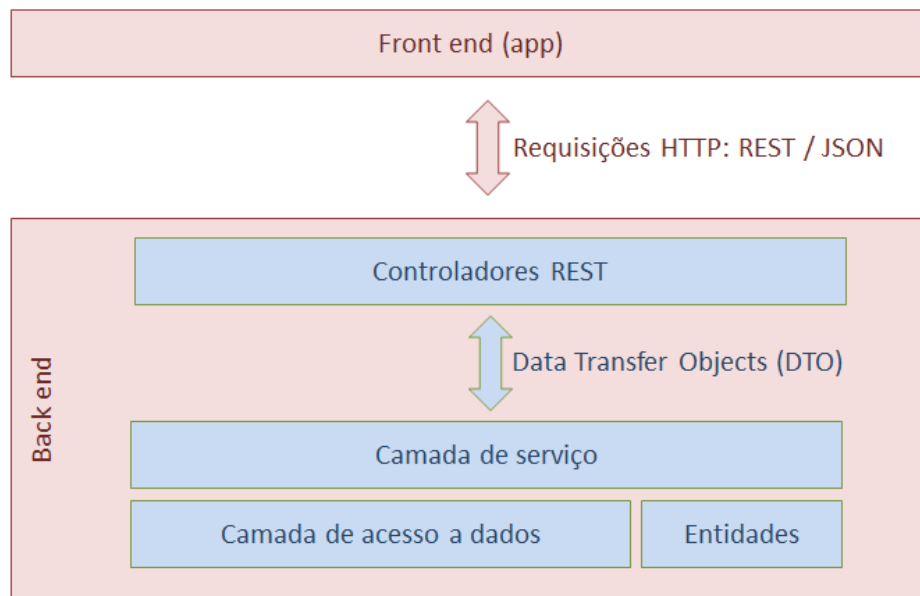 Front end (app)
Requisições HTTP: REST / JSON
Back end
Controladores REST
Data Transfer Objects (DTO)
Camada de serviço
Camada de acesso a dados
Entidades